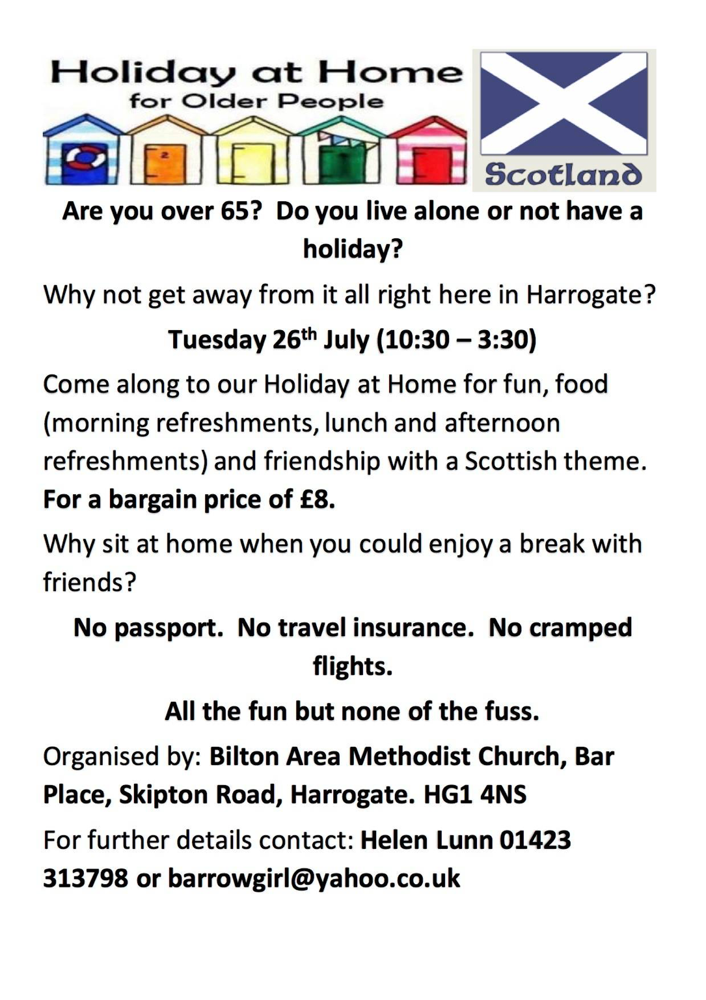 Holiday at Home
for Older People
2
Scotland
Are you over 65?  Do you live alone or not have a
holiday?
Why not get away from it all right here in Harrogate?
Tuesday 26th July (10:30 – 3:30)
Come along to our Holiday at Home for fun, food
(morning refreshments, lunch and afternoon
refreshments) and friendship with a Scottish theme.
For a bargain price of £8.
Why sit at home when you could enjoy a break with
friends?
No passport.  No travel insurance.  No cramped
flights.
All the fun but none of the fuss.
Organised by: Bilton Area Methodist Church, Bar
Place, Skipton Road, Harrogate. HG1 4NS
For further details contact: Helen Lunn 01423
313798 or barrowgirl@yahoo.co.uk